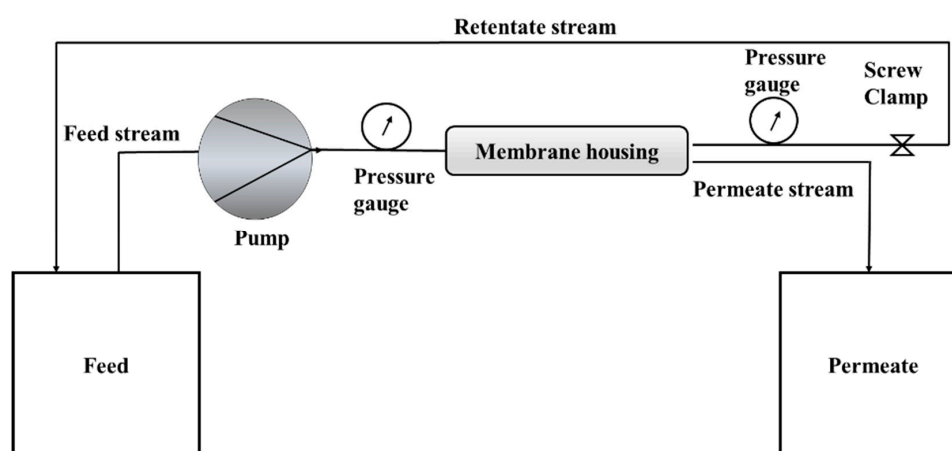 Retentate stream
Pressure
gauge
Screw
Clamp
Feed stream
Membrane housing
Pressure
gauge
Permeate stream
Pump
Feed
Permeate